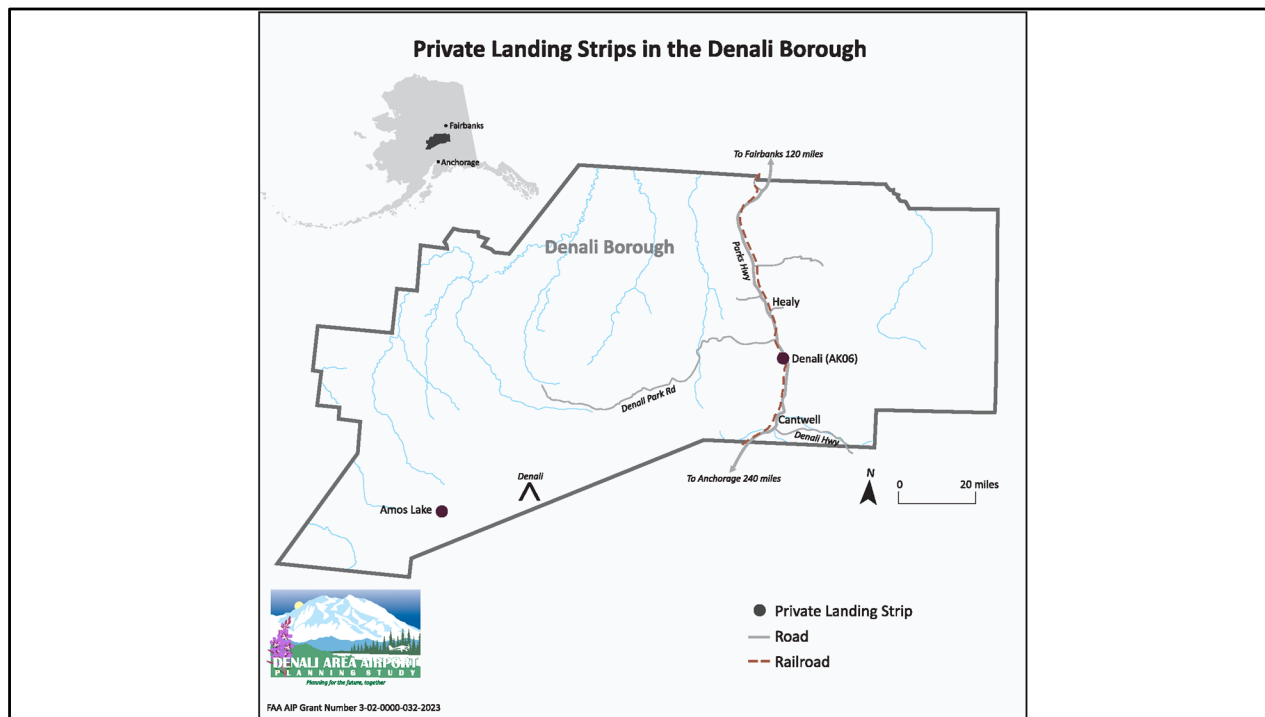 Private Landing Strips in the Denali Borough
Fairbanks
Anchorage
To Fairbanks 120 miles
Denali Borough
Parks Hwy
Healy
Denali (AK06)
Denali Park Rd
Cantwell
Denali Hwy
To Anchorage 240 miles
Denali
Amos Lake
N
0 20 miles
Private Landing Strip
Road
Railroad
DENALI AREA AIRPORT
PLANNING STUDY
Planning for the future, together
FAA AIP Grant Number 3-02-0000-032-2023